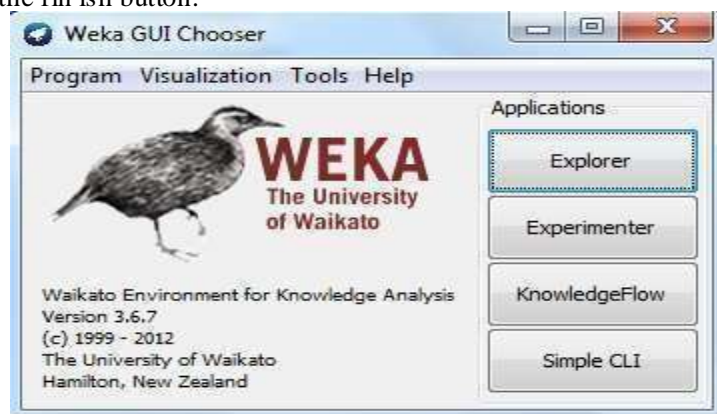 button.
Weka GUI Chooser
Program Visualization Tools Help
Applications
WEKA
The University
of Waikato
Explorer
Experimenter
KnowledgeFlow
Simple CLI
Waikato Environment for Knowledge Analysis
Version 3.6.7
(c) 1999 - 2012
The University of Waikato
Hamilton, New Zealand